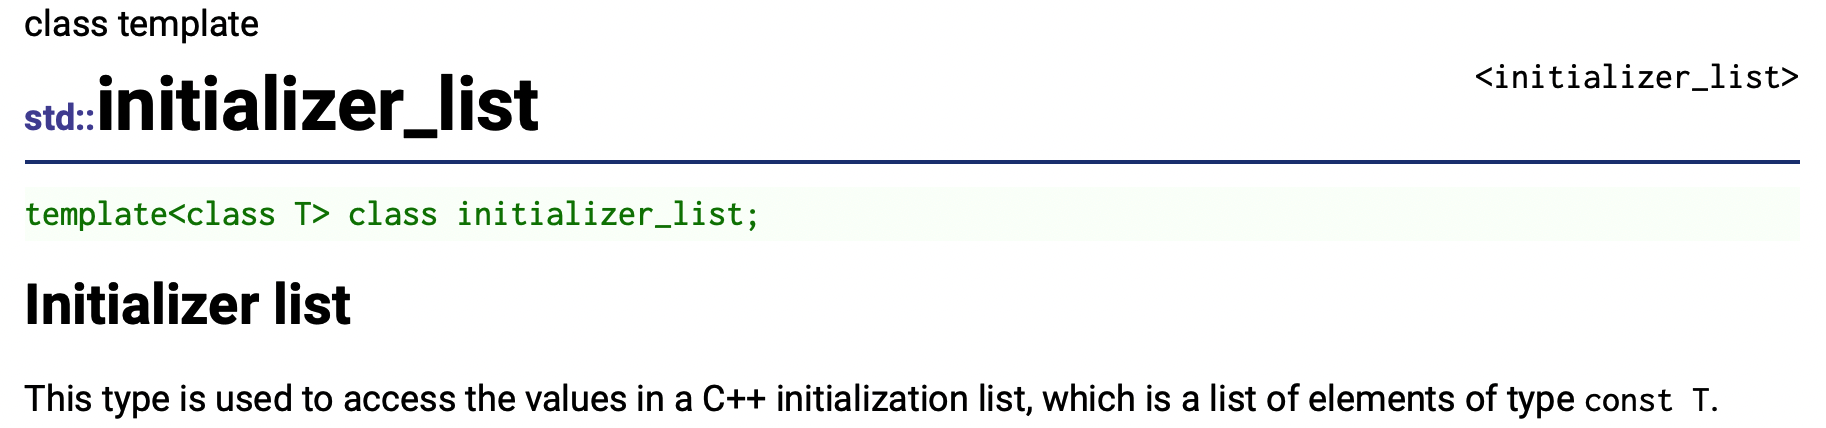 class template
<initializer_list>
std::initializer_list
template<class T> class initializer_list;
Initializer list
This type is used to access the values in a C++ initialization list, which is a list of elements of type const T.